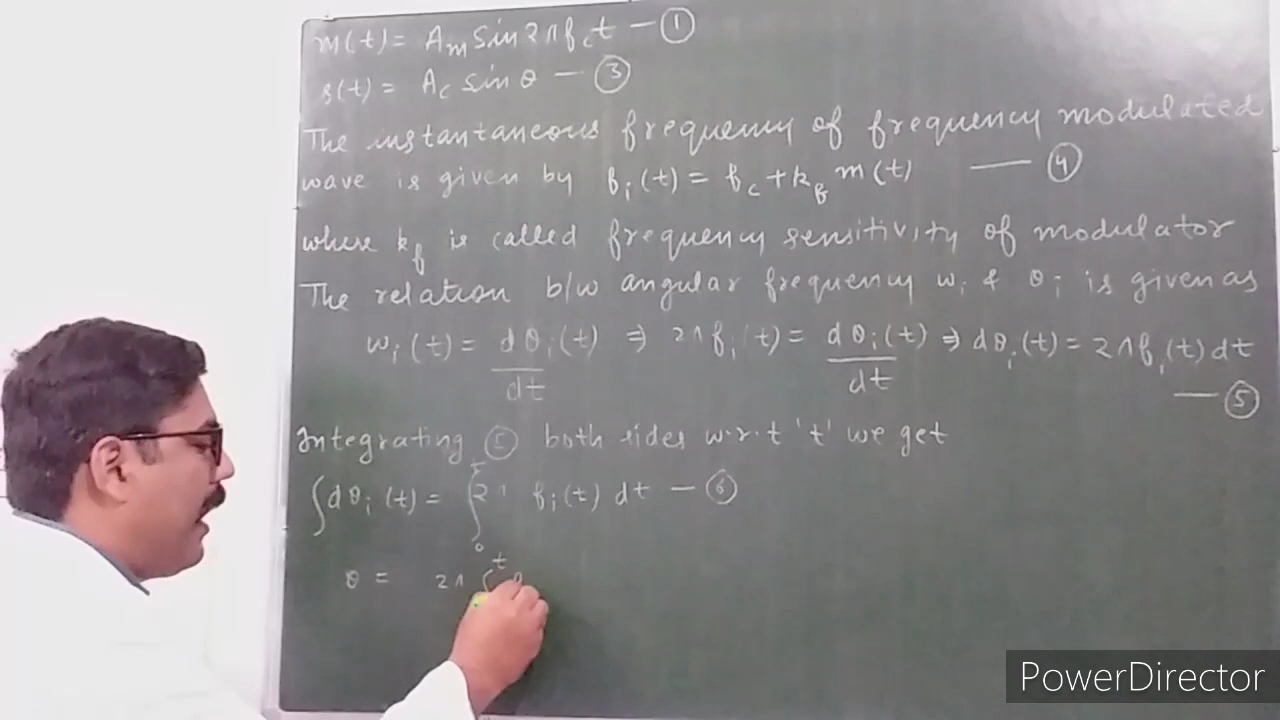 m(t) = Am sin 2πfct — ①
s(t) = Ac sin θ — ③
The instantaneous frequency of frequency modulated
wave is given by fi(t) = fc + kf m(t) — ④
where kf is called frequency sensitivity of modulator
The relation b/w angular frequency wi & θi is given as
wi(t) = dθi(t)/dt ⇒ 2πfi(t) = dθi(t)/dt ⇒ dθi(t) = 2πfi(t) dt
— ⑤
Integrating ⑤ both sides w.r.t 't' we get
∫dθi(t) = ∫₀ᵗ 2π fi(t) dt — ⑥
θ = 2π ∫ᵗ
PowerDirector